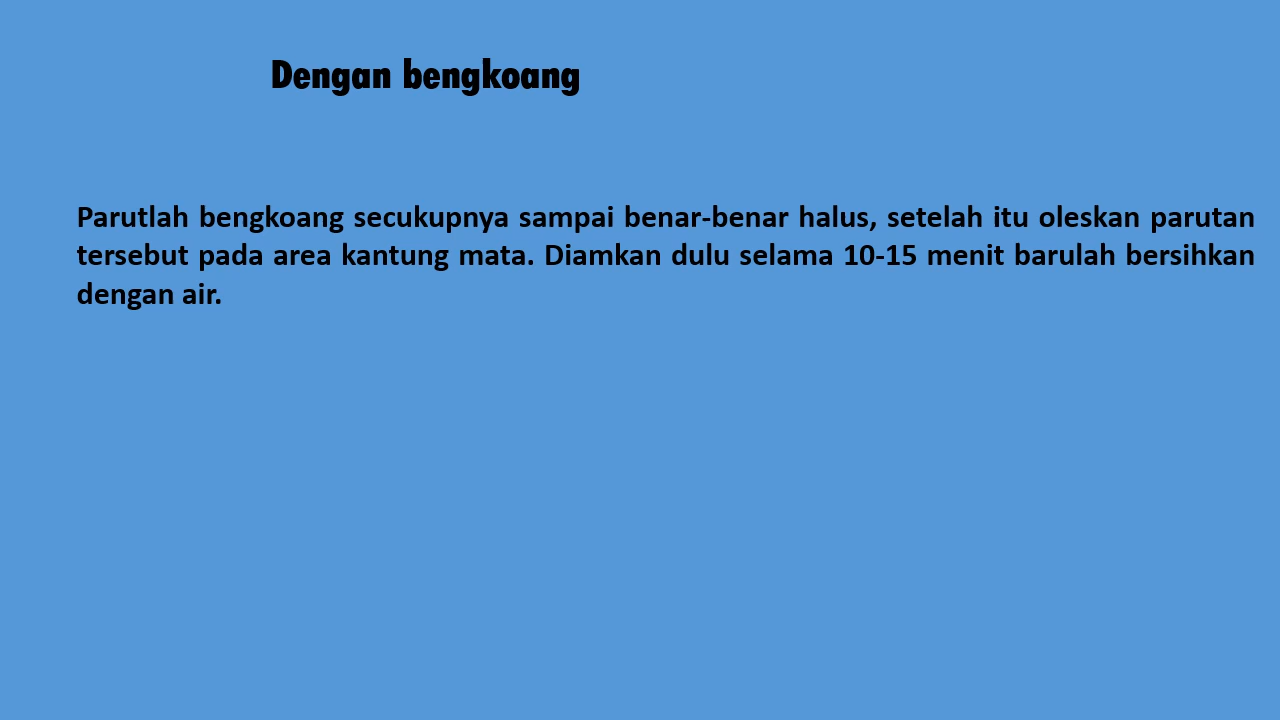 Dengan bengkoang
Parutlah bengkoang secukupnya sampai benar-benar halus, setelah itu oleskan parutan
tersebut pada area kantung mata. Diamkan dulu selama 10-15 menit barulah bersihkan
dengan air.